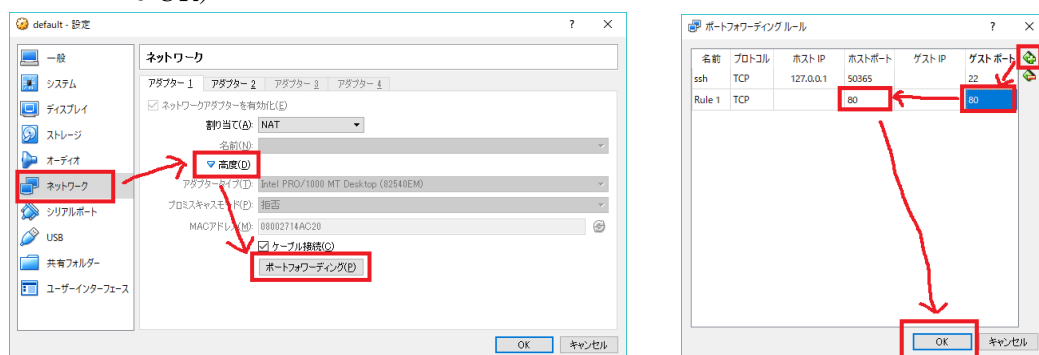 default - 設定
? ×
一般
システム
ディスプレイ
ストレージ
オーディオ
ネットワーク
シリアルポート
USB
共有フォルダー
ユーザーインターフェース
ネットワーク
アダプター 1 アダプター 2 アダプター 3 アダプター 4
ネットワークアダプターを有効化(E)
割り当て(A): NAT
名前(N):
高度(D)
アダプタータイプ(T): Intel PRO/1000 MT Desktop (82540EM)
プロミスキャスモード(P): 拒否
MACアドレス(M): 08002714AC20
ケーブル接続(C)
ポートフォワーディング(P)
OK キャンセル
ポートフォワーディング ルール
? ×
名前 プロトコル ホスト IP ホストポート ゲスト IP ゲスト ポート
ssh TCP 127.0.0.1 50365 22
Rule 1 TCP 80 80
OK キャンセル